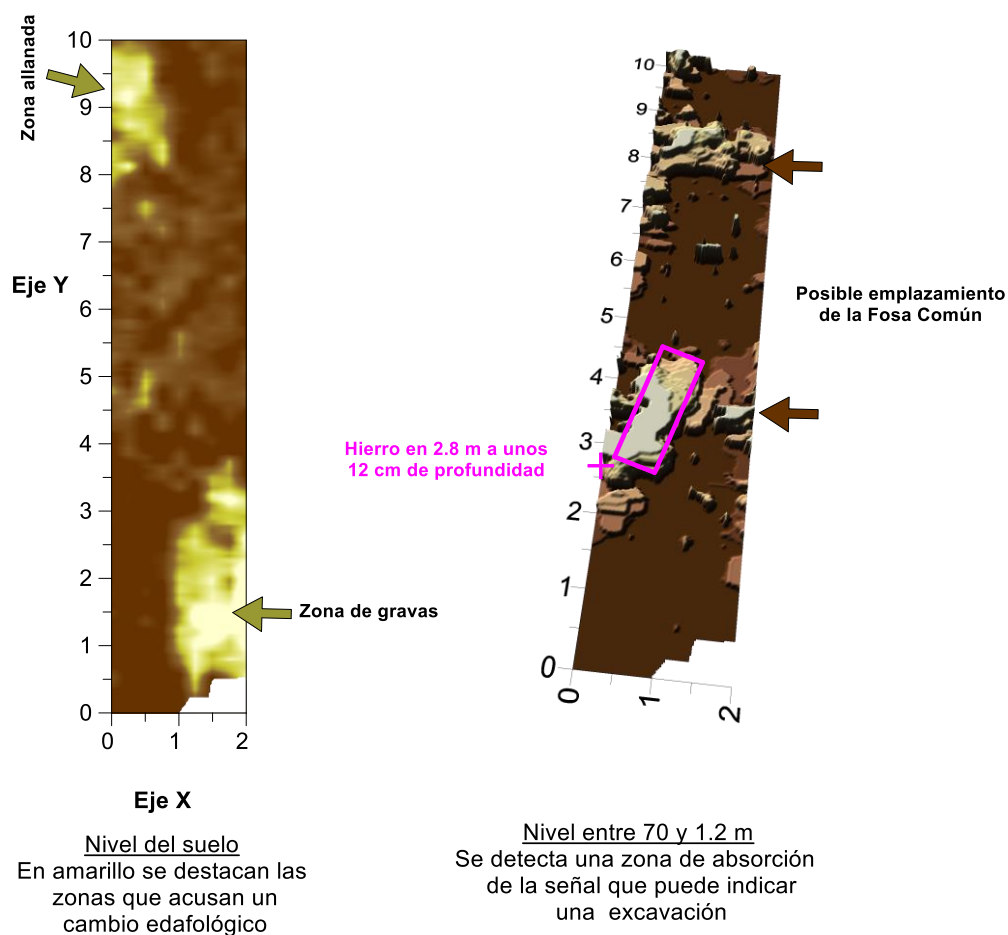 Zona allanada
10
9
8
7
6
5
4
3
2
1
0
Eje Y
0
1
2
Eje X
Zona de gravas
Nivel del suelo
En amarillo se destacan las
zonas que acusan un
cambio edafológico
10
9
8
7
6
5
4
3
2
1
0
0
1
2
Posible emplazamiento
de la Fosa Común
Hierro en 2.8 m a unos
12 cm de profundidad
Nivel entre 70 y 1.2 m
Se detecta una zona de absorción
de la señal que puede indicar
una excavación